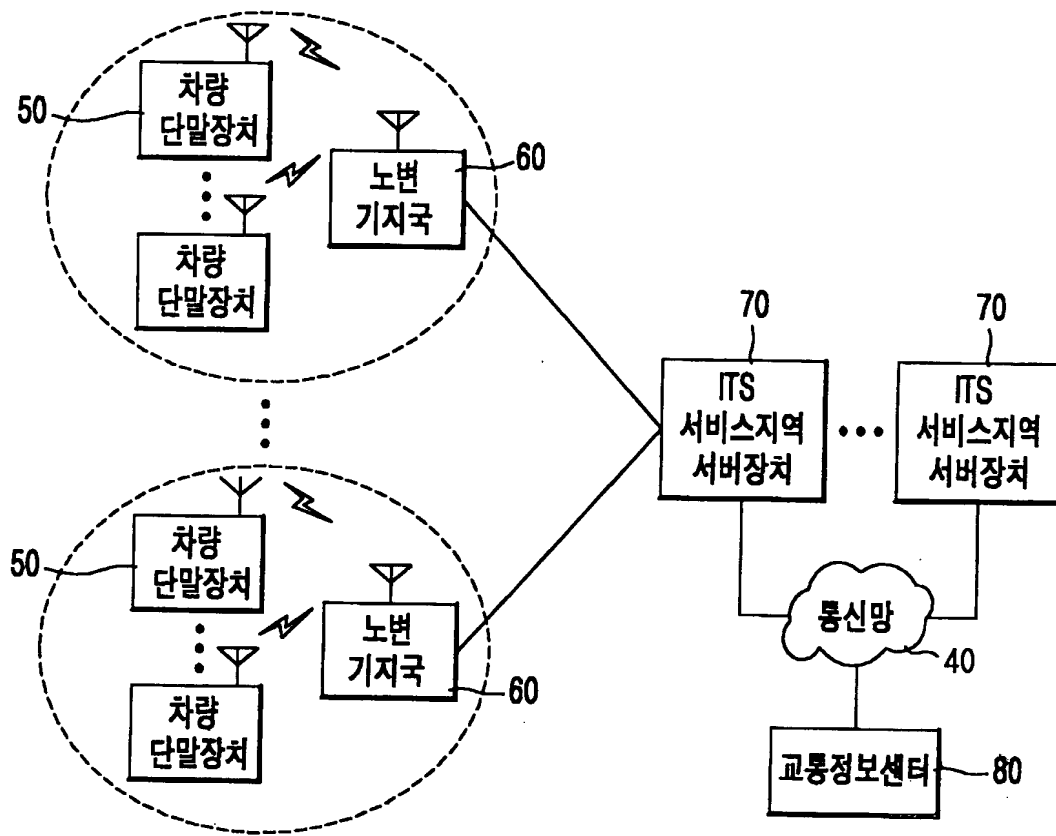 50
차량
단말장치
차량
단말장치
60
노변
기지국
70
ITS
서비스지역
서버장치
70
ITS
서비스지역
서버장치
50
차량
단말장치
차량
단말장치
노변
기지국
60
통신망
40
교통정보센터
80